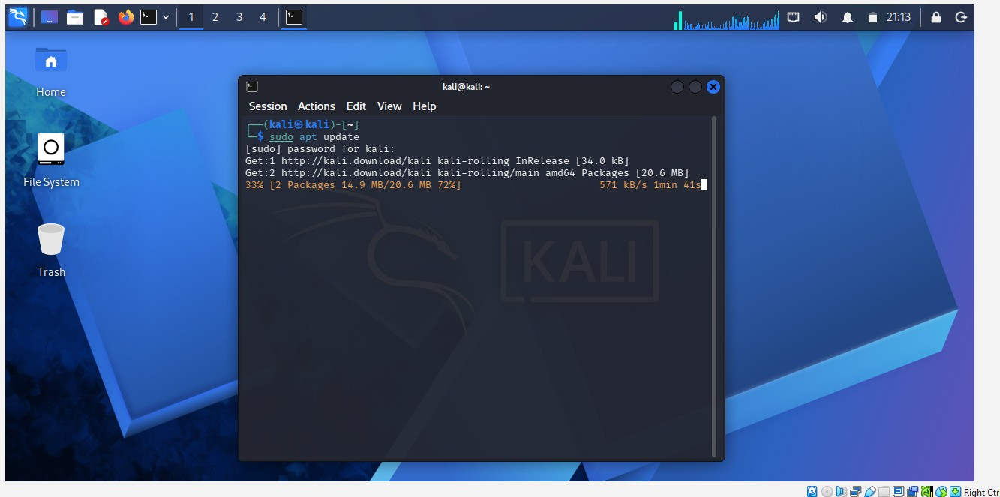 1 2 3 4 21:13
Home
File System
Trash
kali@kali: ~
Session Actions Edit View Help
┌──(kali㉿kali)-[~]
└─$ sudo apt update
[sudo] password for kali:
Get:1 http://kali.download/kali kali-rolling InRelease [34.0 kB]
Get:2 http://kali.download/kali kali-rolling/main amd64 Packages [20.6 MB]
33% [2 Packages 14.9 MB/20.6 MB 72%] 571 kB/s 1min 41s
KALI
Right Ctr